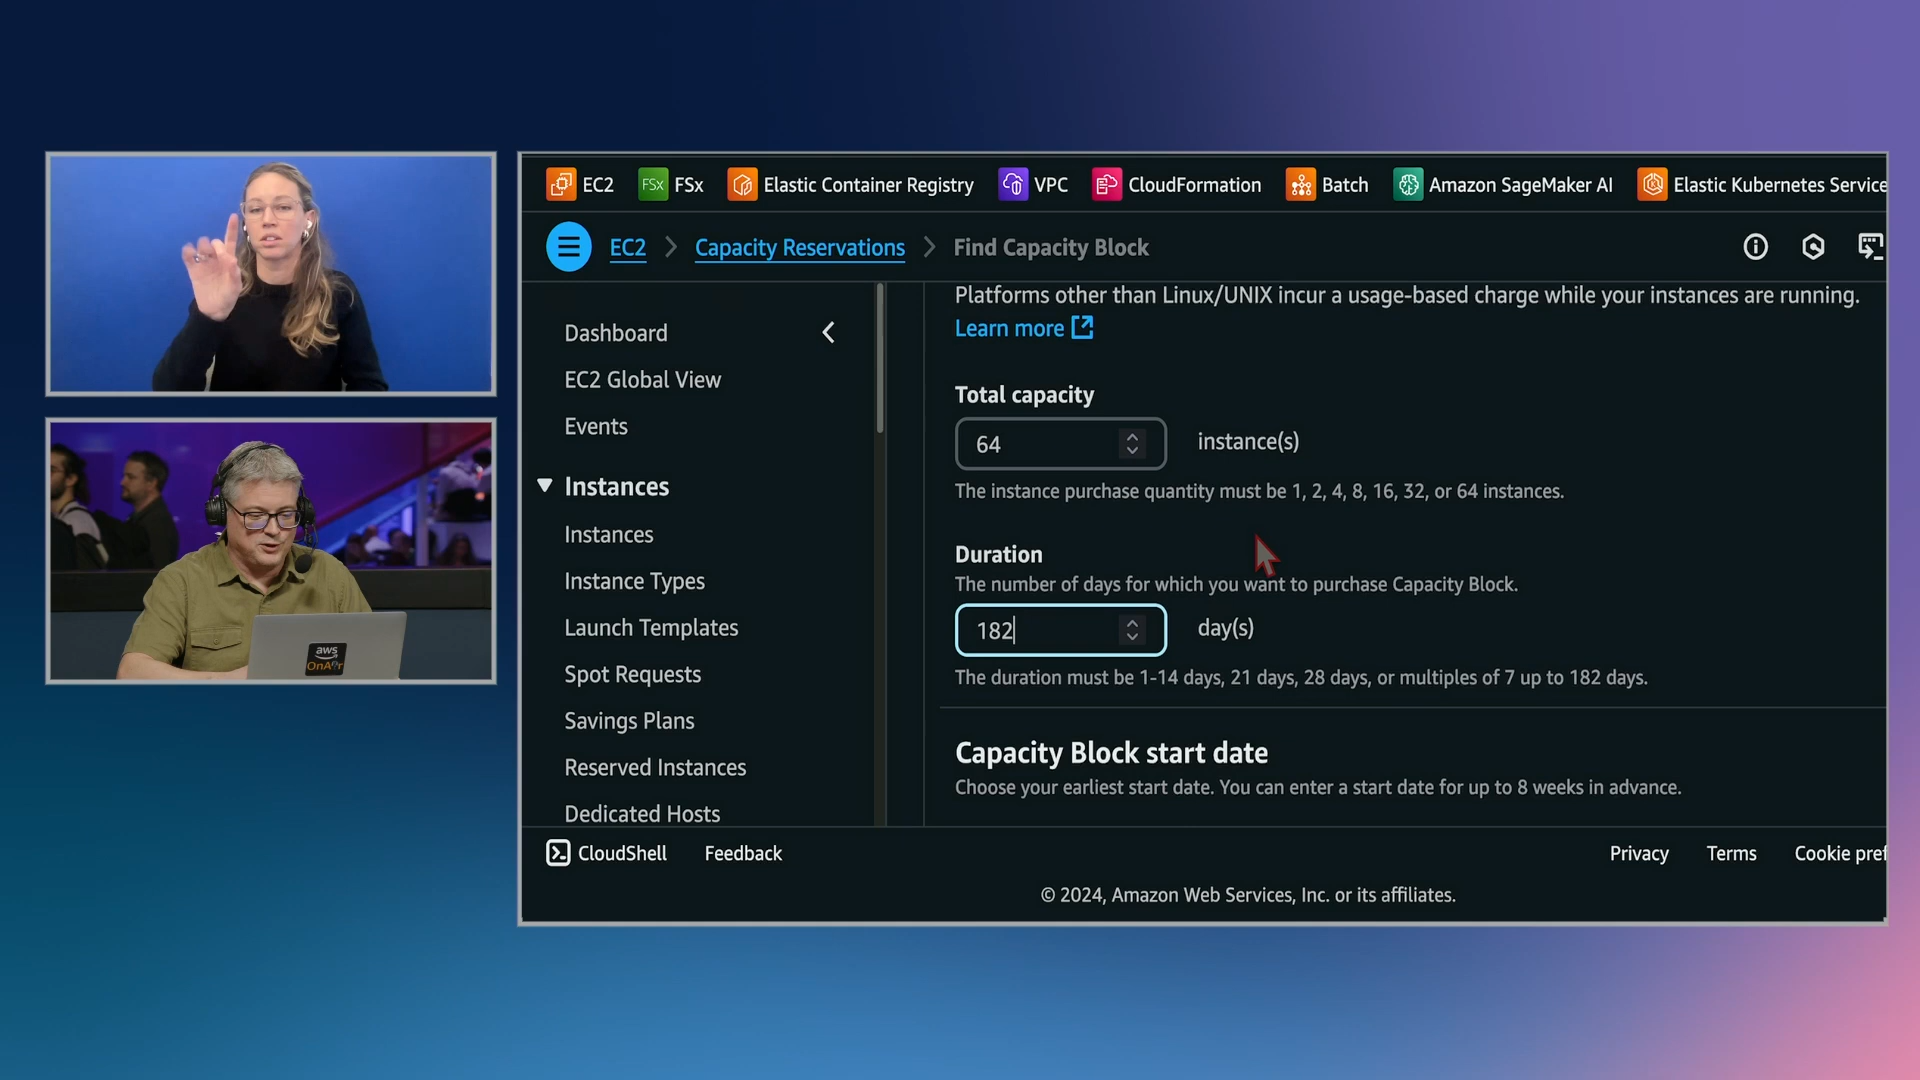 EC2
FSx
FSx
Elastic Container Registry
VPC
CloudFormation
Batch
Amazon SageMaker AI
Elastic Kubernetes Service
EC2
Capacity Reservations
Find Capacity Block
Dashboard
EC2 Global View
Events
Instances
Instances
Instance Types
Launch Templates
Spot Requests
Savings Plans
Reserved Instances
Dedicated Hosts
Platforms other than Linux/UNIX incur a usage-based charge while your instances are running.
Learn more
Total capacity
64 instance(s)
The instance purchase quantity must be 1, 2, 4, 8, 16, 32, or 64 instances.
Duration
The number of days for which you want to purchase Capacity Block.
182 day(s)
The duration must be 1-14 days, 21 days, 28 days, or multiples of 7 up to 182 days.
Capacity Block start date
Choose your earliest start date. You can enter a start date for up to 8 weeks in advance.
CloudShell
Feedback
Privacy
Terms
Cookie pref
© 2024, Amazon Web Services, Inc. or its affiliates.
aws
OnAir